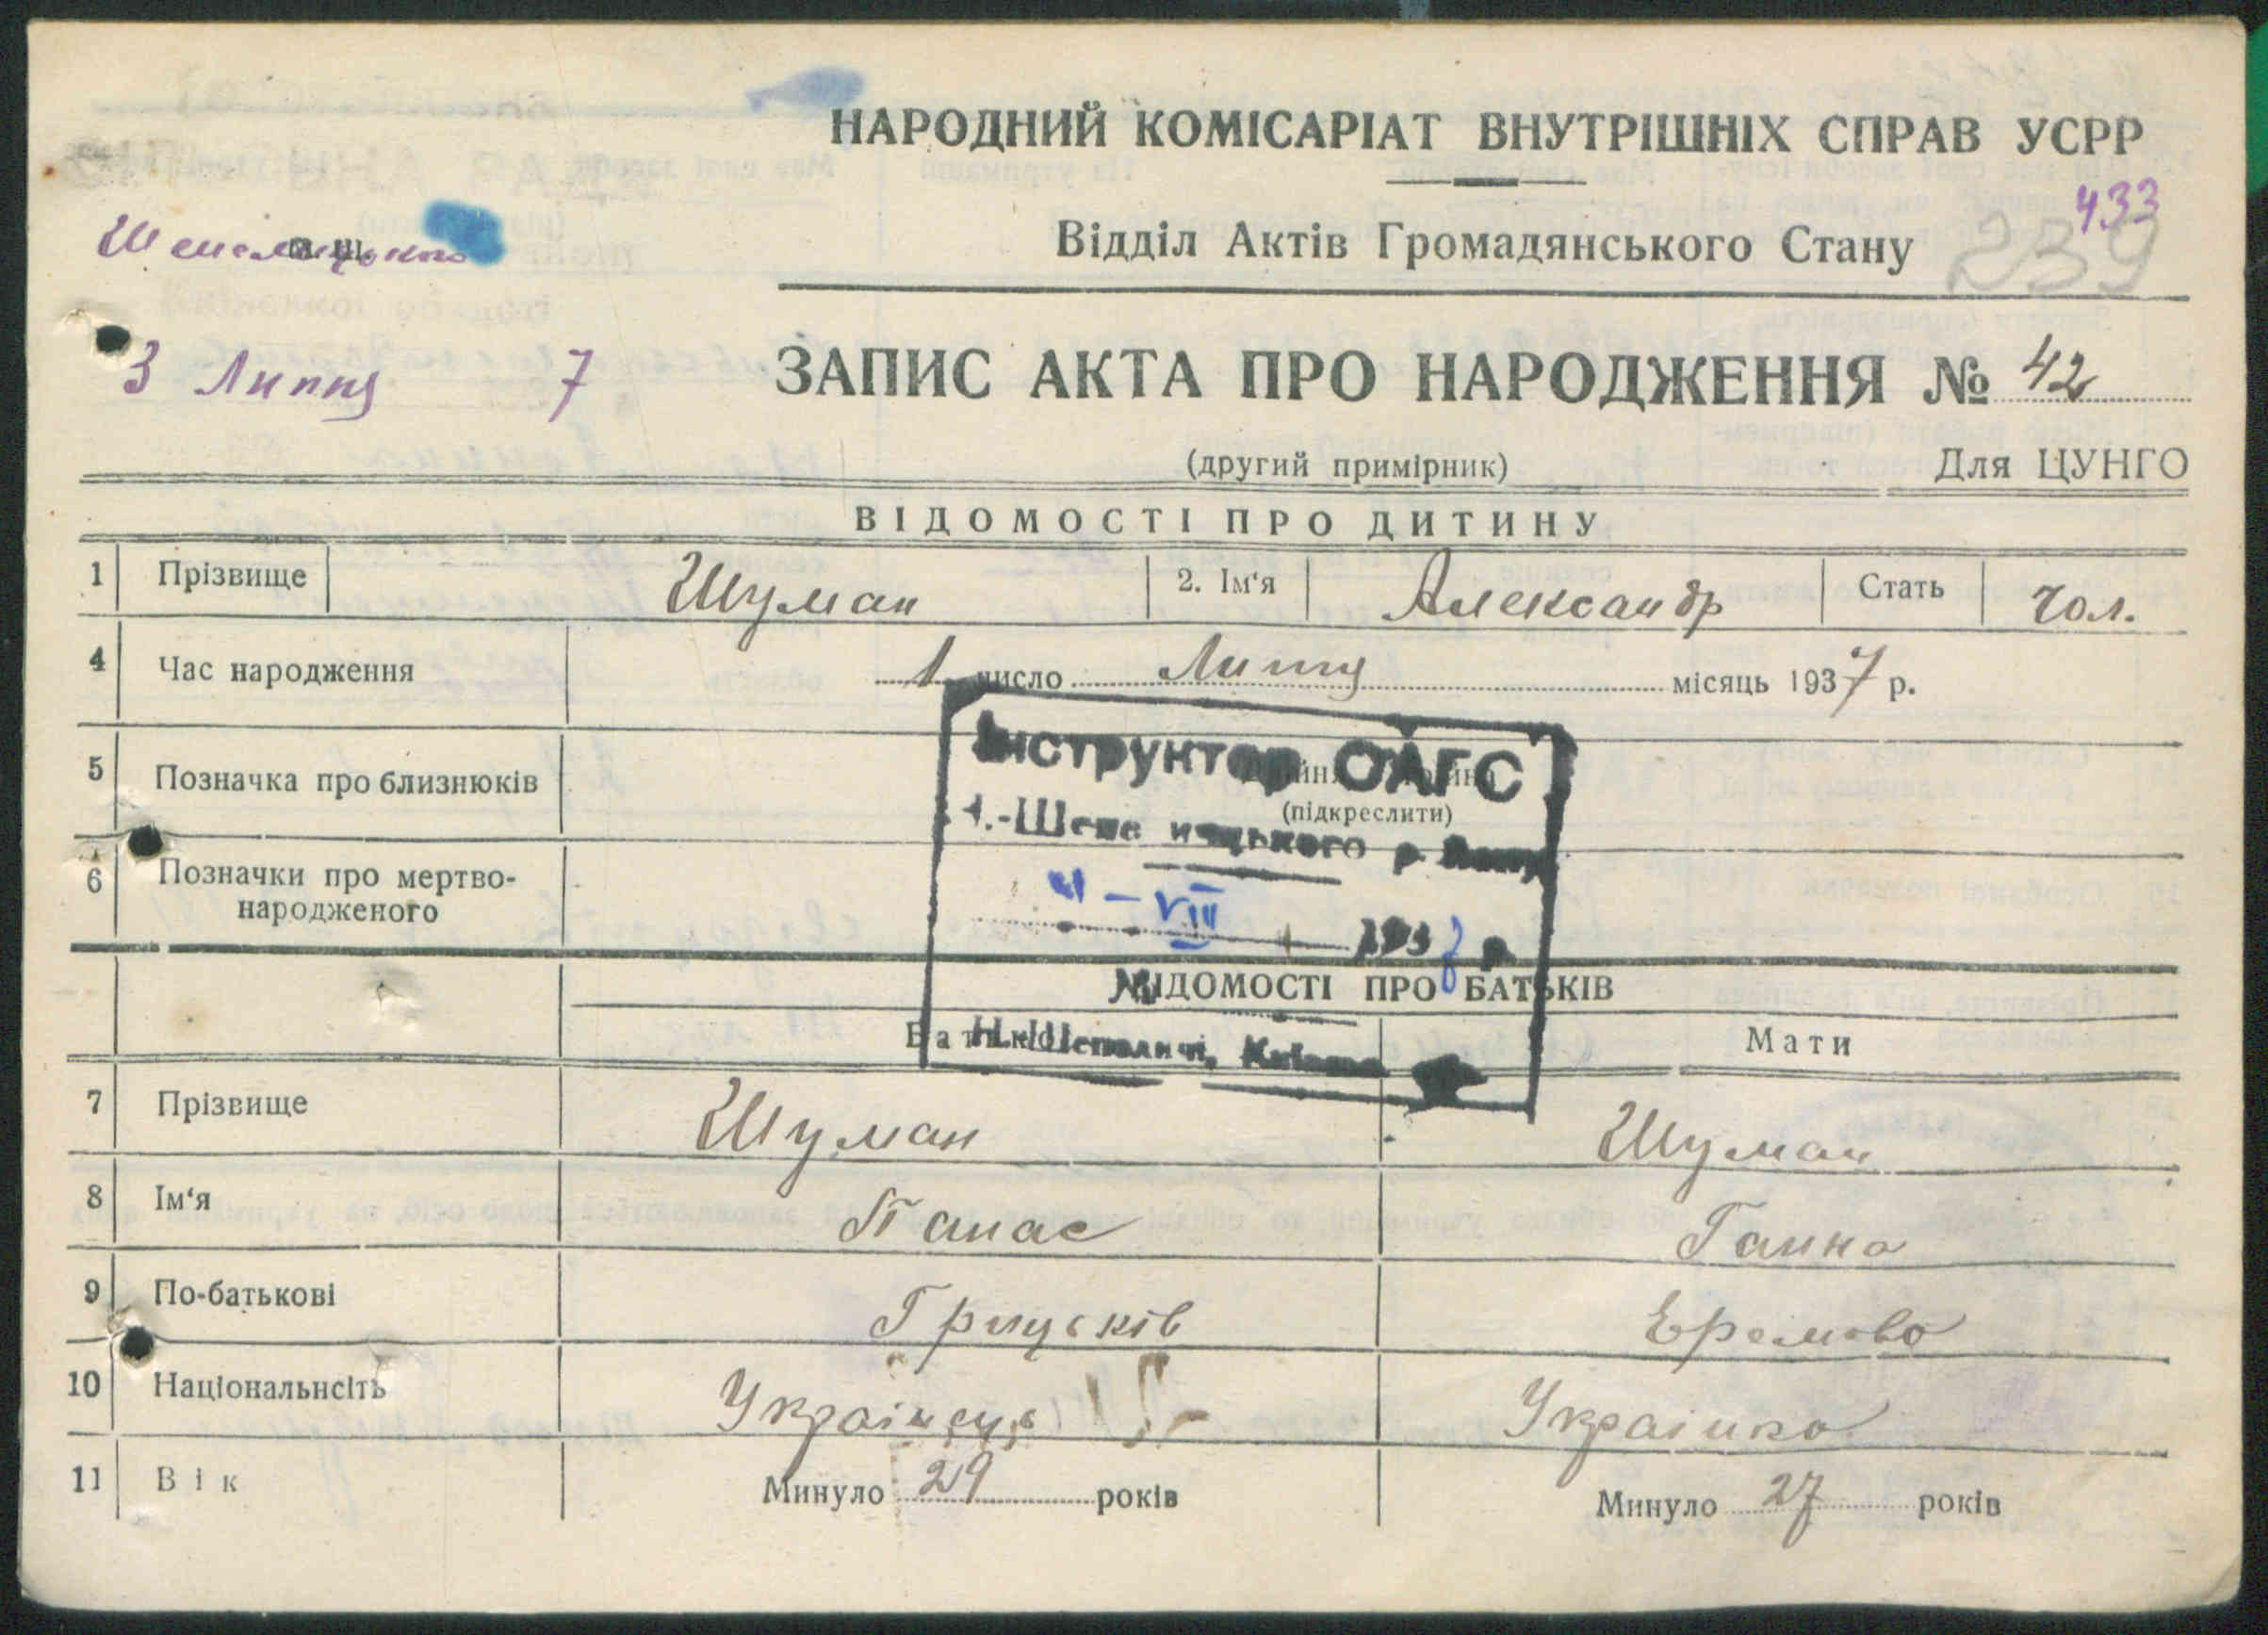 НАРОДНИЙ КОМІСАРІАТ ВНУТРІШНІХ СПРАВ УСРР
433
Відділ Актів Громадянського Стану
239
3 Липня 7
ЗАПИС АКТА ПРО НАРОДЖЕННЯ № 42
(другий примірник) Для ЦУНГО
ВІДОМОСТІ ПРО ДИТИНУ
1 Прізвище Шуман 2. Ім'я Александр Стать Чол.
4 Час народження 1 число Липня місяць 1937 р.
Інструктор ОАГС
5 Позначка про близнюків
(підкреслити)
6 Позначки про мертво-
народженого
VIII
193 р.
ВІДОМОСТІ ПРО БАТЬКІВ
Батько Мати
7 Прізвище Шуман Шуман
8 Ім'я Панас Ганна
9 По-батькові Грицьків Еремова
10 Національнсіть Українець Українка
11 Вік Минуло 29 років Минуло 27 років